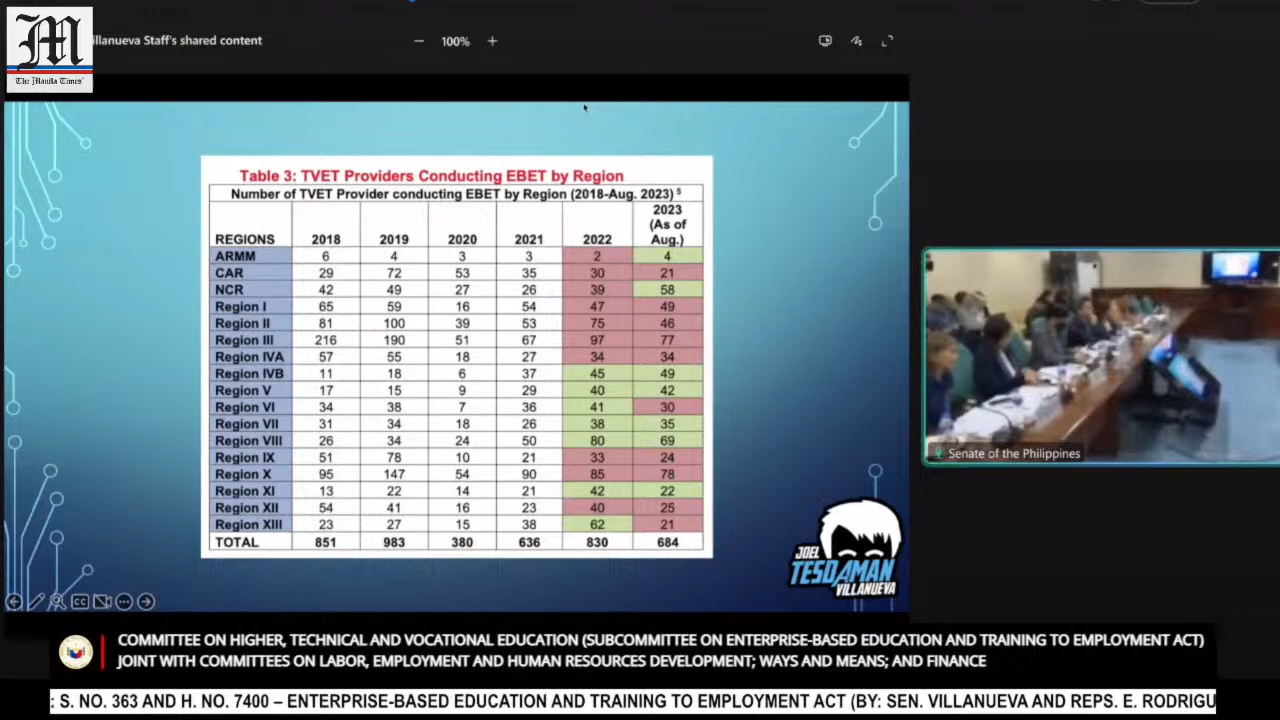 M
The Manila Times
illanueva Staff's shared content
− 100% +
Table 3: TVET Providers Conducting EBET by Region
Number of TVET Provider conducting EBET by Region (2018-Aug. 2023) 5
REGIONS 2018 2019 2020 2021 2022 2023 (As of Aug.)
ARMM 6 4 3 3 2 4
CAR 29 72 53 35 30 21
NCR 42 49 27 26 39 58
Region I 65 59 16 54 47 49
Region II 81 100 39 53 75 46
Region III 216 190 51 67 97 77
Region IVA 57 55 18 27 34 34
Region IVB 11 18 6 37 45 49
Region V 17 15 9 29 40 42
Region VI 34 38 7 36 41 30
Region VII 31 34 18 26 38 35
Region VIII 26 34 24 50 80 69
Region IX 51 78 10 21 33 24
Region X 95 147 54 90 85 78
Region XI 13 22 14 21 42 22
Region XII 54 41 16 23 40 25
Region XIII 23 27 15 38 62 21
TOTAL 851 983 380 636 830 684
JOEL
TESDAMAN
VILLANUEVA
CC
Senate of the Philippines
COMMITTEE ON HIGHER, TECHNICAL AND VOCATIONAL EDUCATION (SUBCOMMITTEE ON ENTERPRISE-BASED EDUCATION AND TRAINING TO EMPLOYMENT ACT)
JOINT WITH COMMITTEES ON LABOR, EMPLOYMENT AND HUMAN RESOURCES DEVELOPMENT; WAYS AND MEANS; AND FINANCE
: S. NO. 363 AND H. NO. 7400 – ENTERPRISE-BASED EDUCATION AND TRAINING TO EMPLOYMENT ACT (BY: SEN. VILLANUEVA AND REPS. E. RODRIGU